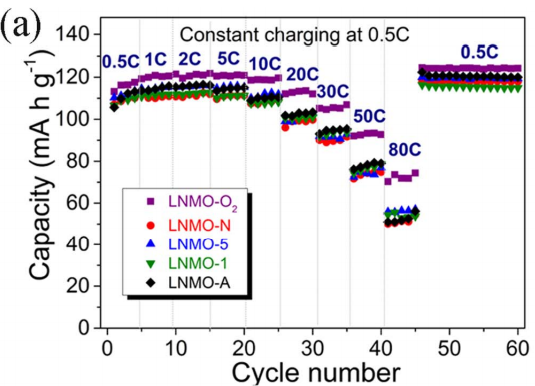 (a)
Constant charging at 0.5C
0.5C 1C 2C 5C 10C 20C 30C 50C 80C 0.5C
Capacity (mA h g⁻¹)
140
120
100
80
60
40
20
0
LNMO-O₂
LNMO-N
LNMO-5
LNMO-1
LNMO-A
0 10 20 30 40 50 60
Cycle number